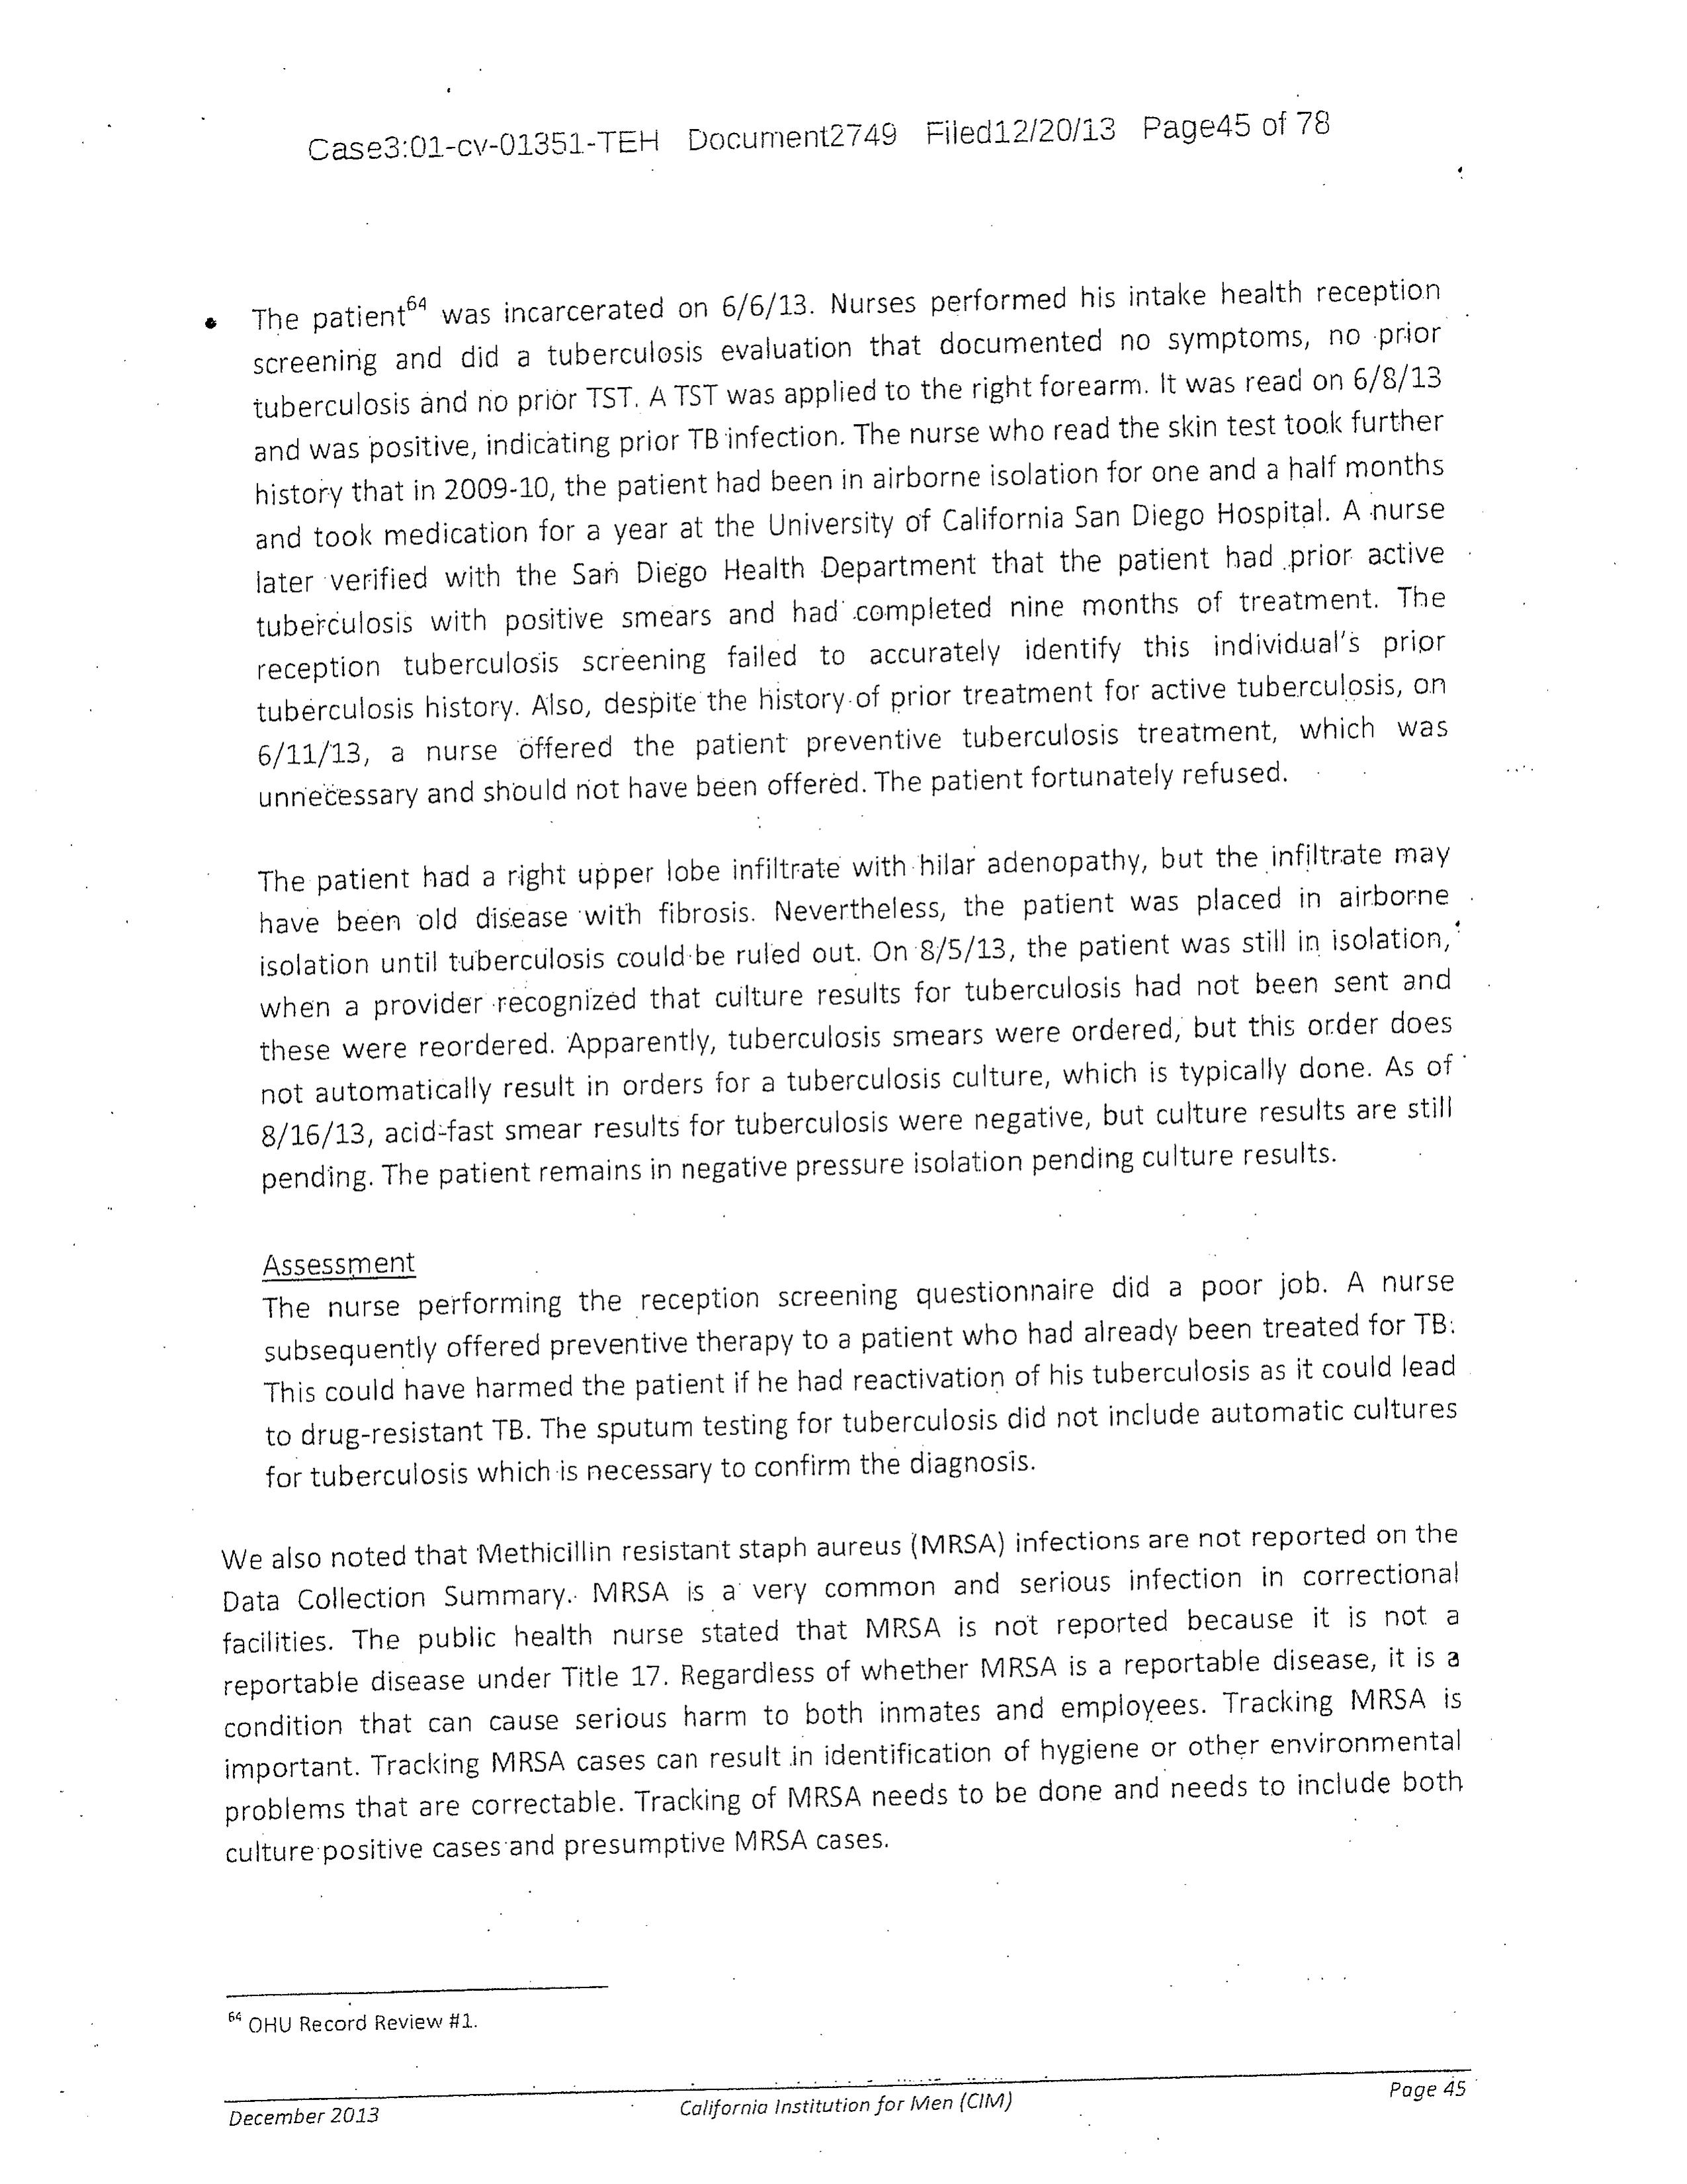 Case3:01-cv-01351-TEH Document2749 Filed12/20/13 Page45 of 78
• The patient64 was incarcerated on 6/6/13. Nurses performed his intake health reception
screening and did a tuberculosis evaluation that documented no symptoms, no prior
tuberculosis and no prior TST. A TST was applied to the right forearm. It was read on 6/8/13
and was positive, indicating prior TB infection. The nurse who read the skin test took further
history that in 2009-10, the patient had been in airborne isolation for one and a half months
and took medication for a year at the University of California San Diego Hospital. A nurse
later verified with the San Diego Health Department that the patient had prior active
tuberculosis with positive smears and had completed nine months of treatment. The
reception tuberculosis screening failed to accurately identify this individual's prior
tuberculosis history. Also, despite the history of prior treatment for active tuberculosis, on
6/11/13, a nurse offered the patient preventive tuberculosis treatment, which was
unnecessary and should not have been offered. The patient fortunately refused.
The patient had a right upper lobe infiltrate with hilar adenopathy, but the infiltrate may
have been old disease with fibrosis. Nevertheless, the patient was placed in airborne
isolation until tuberculosis could be ruled out. On 8/5/13, the patient was still in isolation,
when a provider recognized that culture results for tuberculosis had not been sent and
these were reordered. Apparently, tuberculosis smears were ordered, but this order does
not automatically result in orders for a tuberculosis culture, which is typically done. As of
8/16/13, acid-fast smear results for tuberculosis were negative, but culture results are still
pending. The patient remains in negative pressure isolation pending culture results.
Assessment
The nurse performing the reception screening questionnaire did a poor job. A nurse
subsequently offered preventive therapy to a patient who had already been treated for TB.
This could have harmed the patient if he had reactivation of his tuberculosis as it could lead
to drug-resistant TB. The sputum testing for tuberculosis did not include automatic cultures
for tuberculosis which is necessary to confirm the diagnosis.
We also noted that Methicillin resistant staph aureus (MRSA) infections are not reported on the
Data Collection Summary. MRSA is a very common and serious infection in correctional
facilities. The public health nurse stated that MRSA is not reported because it is not a
reportable disease under Title 17. Regardless of whether MRSA is a reportable disease, it is a
condition that can cause serious harm to both inmates and employees. Tracking MRSA is
important. Tracking MRSA cases can result in identification of hygiene or other environmental
problems that are correctable. Tracking of MRSA needs to be done and needs to include both
culture positive cases and presumptive MRSA cases.
64 OHU Record Review #1.
December 2013 California Institution for Men (CIM) Page 45